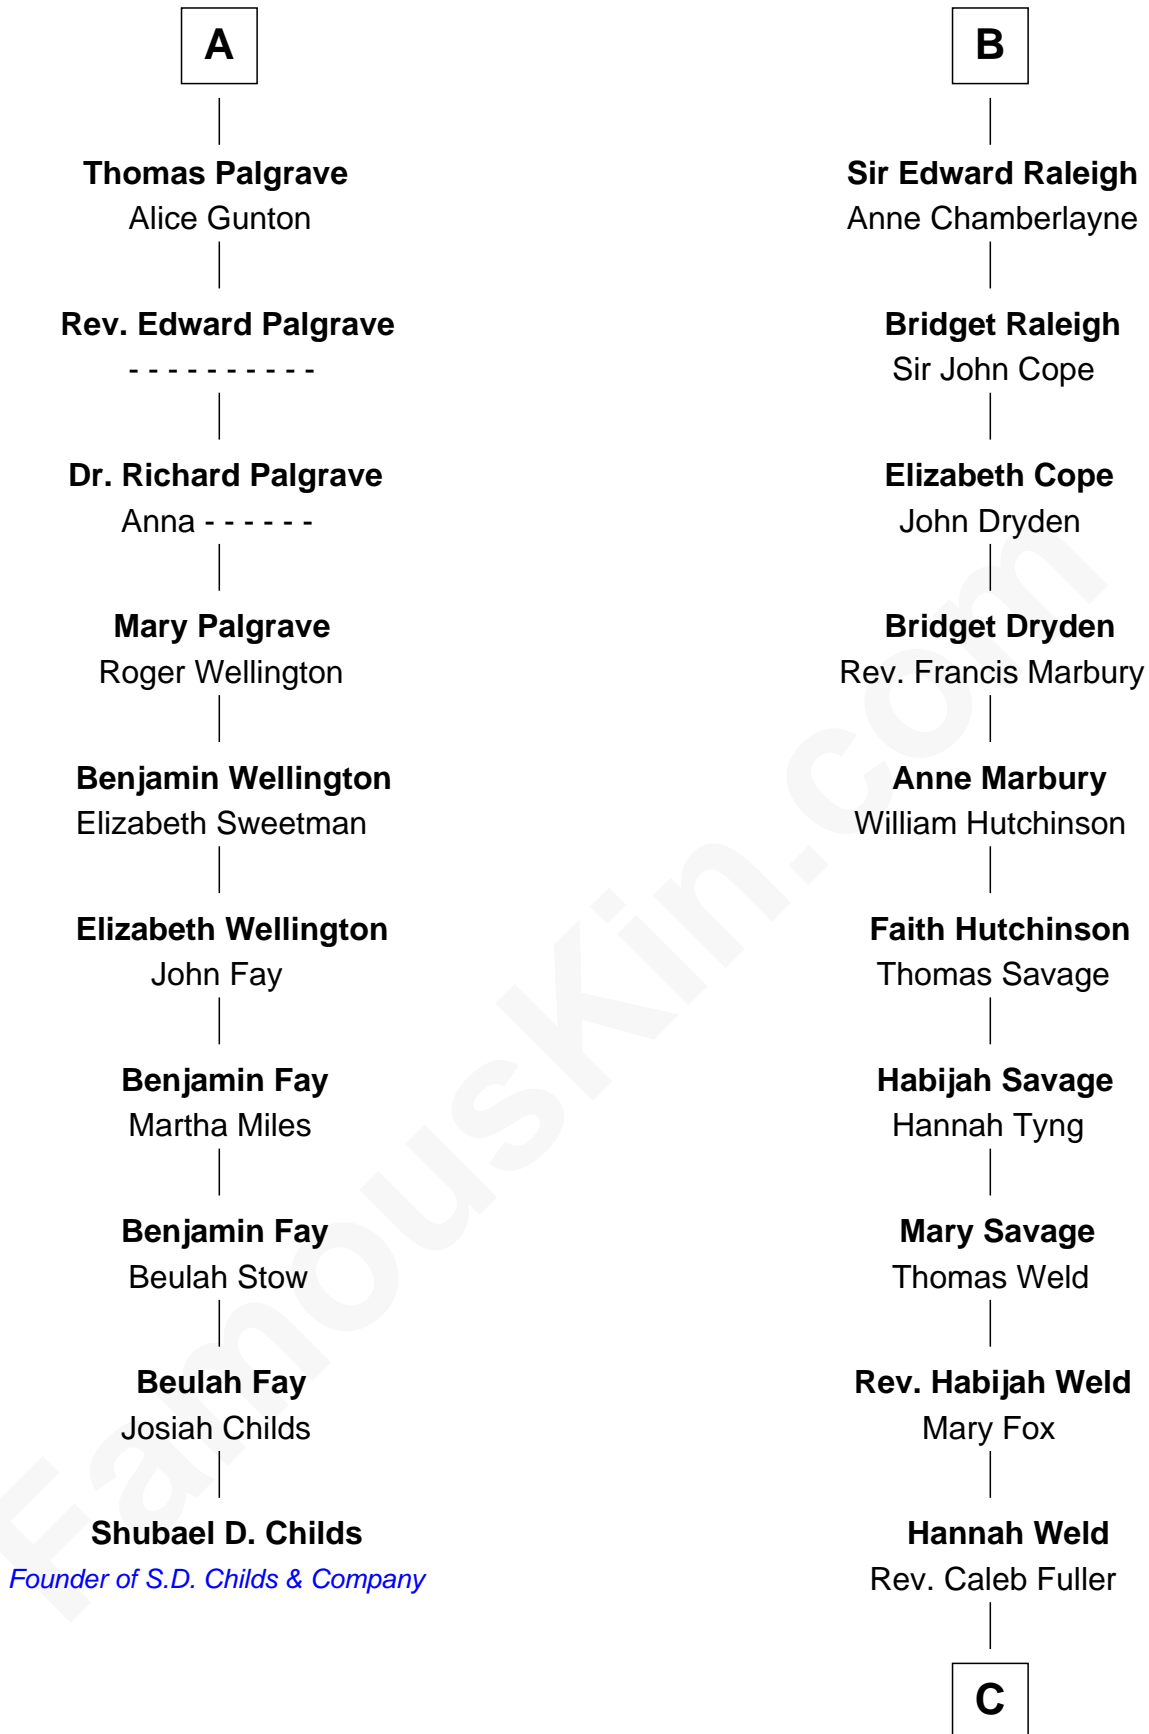 A
Thomas Palgrave
Alice Gunton
Rev. Edward Palgrave
- - - - - - - - - -
Dr. Richard Palgrave
Anna - - - - - -
Mary Palgrave
Roger Wellington
Benjamin Wellington
Elizabeth Sweetman
Elizabeth Wellington
John Fay
Benjamin Fay
Martha Miles
Benjamin Fay
Beulah Stow
Beulah Fay
Josiah Childs
Shubael D. Childs
Founder of S.D. Childs & Company
B
Sir Edward Raleigh
Anne Chamberlayne
Bridget Raleigh
Sir John Cope
Elizabeth Cope
John Dryden
Bridget Dryden
Rev. Francis Marbury
Anne Marbury
William Hutchinson
Faith Hutchinson
Thomas Savage
Habijah Savage
Hannah Tyng
Mary Savage
Thomas Weld
Rev. Habijah Weld
Mary Fox
Hannah Weld
Rev. Caleb Fuller
C
FamousKin.com